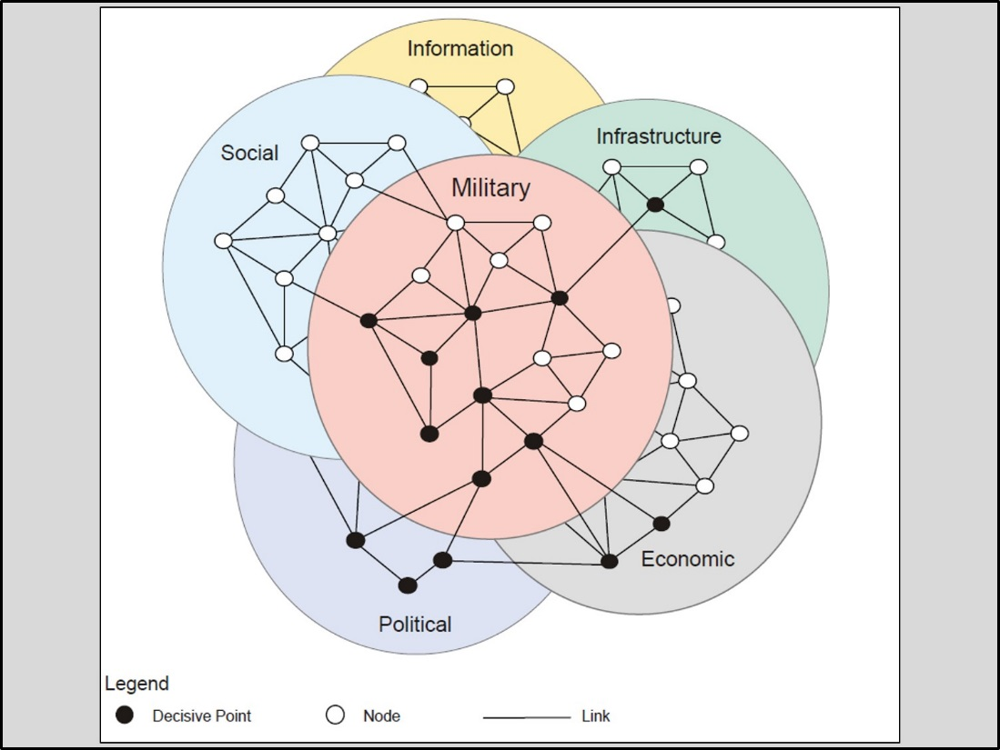 Information
Infrastructure
Social
Military
Economic
Political
Legend
Decisive Point
Node
Link